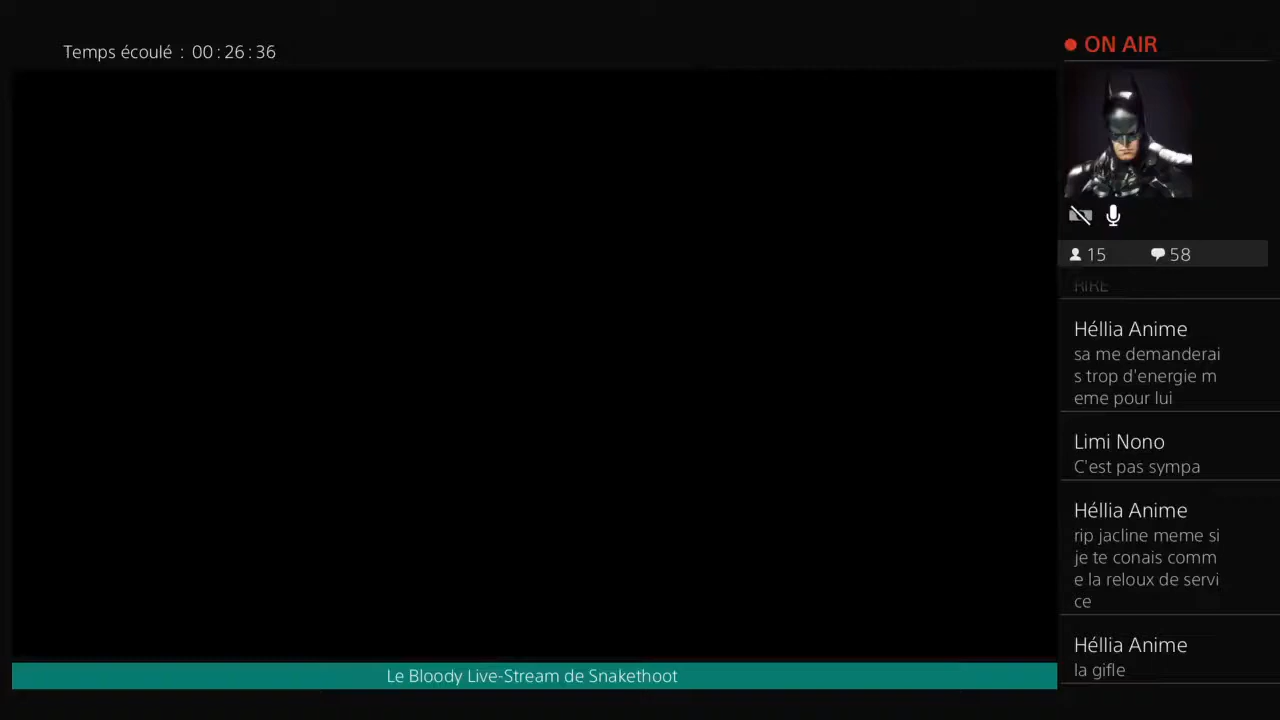 Temps écoulé : 00:26:36
ON AIR
15 58
RIRE
Héllia Anime
sa me demanderai
s trop d'energie m
eme pour lui
Limi Nono
C'est pas sympa
Héllia Anime
rip jacline meme si
je te conais comm
e la reloux de servi
ce
Héllia Anime
la gifle
Le Bloody Live-Stream de Snakethoot